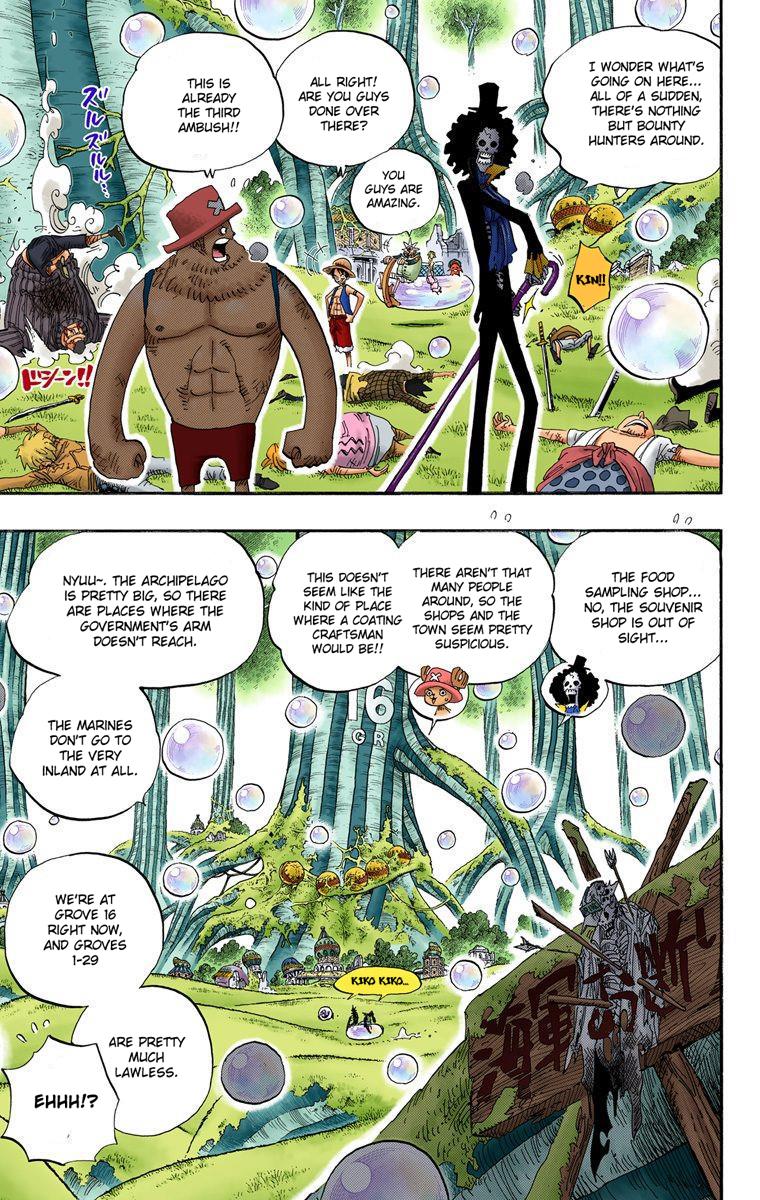 I WONDER WHAT'S
GOING ON HERE...
ALL OF A SUDDEN,
THERE'S NOTHING
BUT BOUNTY
HUNTERS AROUND.
KIN!!
ALL RIGHT!
ARE YOU GUYS
DONE OVER
THERE?
YOU
GUYS ARE
AMAZING.
THIS IS
ALREADY
THE THIRD
AMBUSH!!
ズルズルル...
ドシーン!!
THE FOOD
SAMPLING SHOP...
NO, THE SOUVENIR
SHOP IS OUT OF
SIGHT...
THERE AREN'T THAT
MANY PEOPLE
AROUND, SO THE
SHOPS AND THE
TOWN SEEM PRETTY
SUSPICIOUS.
THIS DOESN'T
SEEM LIKE THE
KIND OF PLACE
WHERE A COATING
CRAFTSMAN
WOULD BE!!
NYUU~. THE ARCHIPELAGO
IS PRETTY BIG, SO THERE
ARE PLACES WHERE THE
GOVERNMENT'S ARM
DOESN'T REACH.
16
GR
THE MARINES
DON'T GO TO
THE VERY
INLAND AT ALL.
KIKO KIKO...
海軍お断し
WE'RE AT
GROVE 16
RIGHT NOW,
AND GROVES
1-29
ARE PRETTY
MUCH
LAWLESS.
EHHH!?